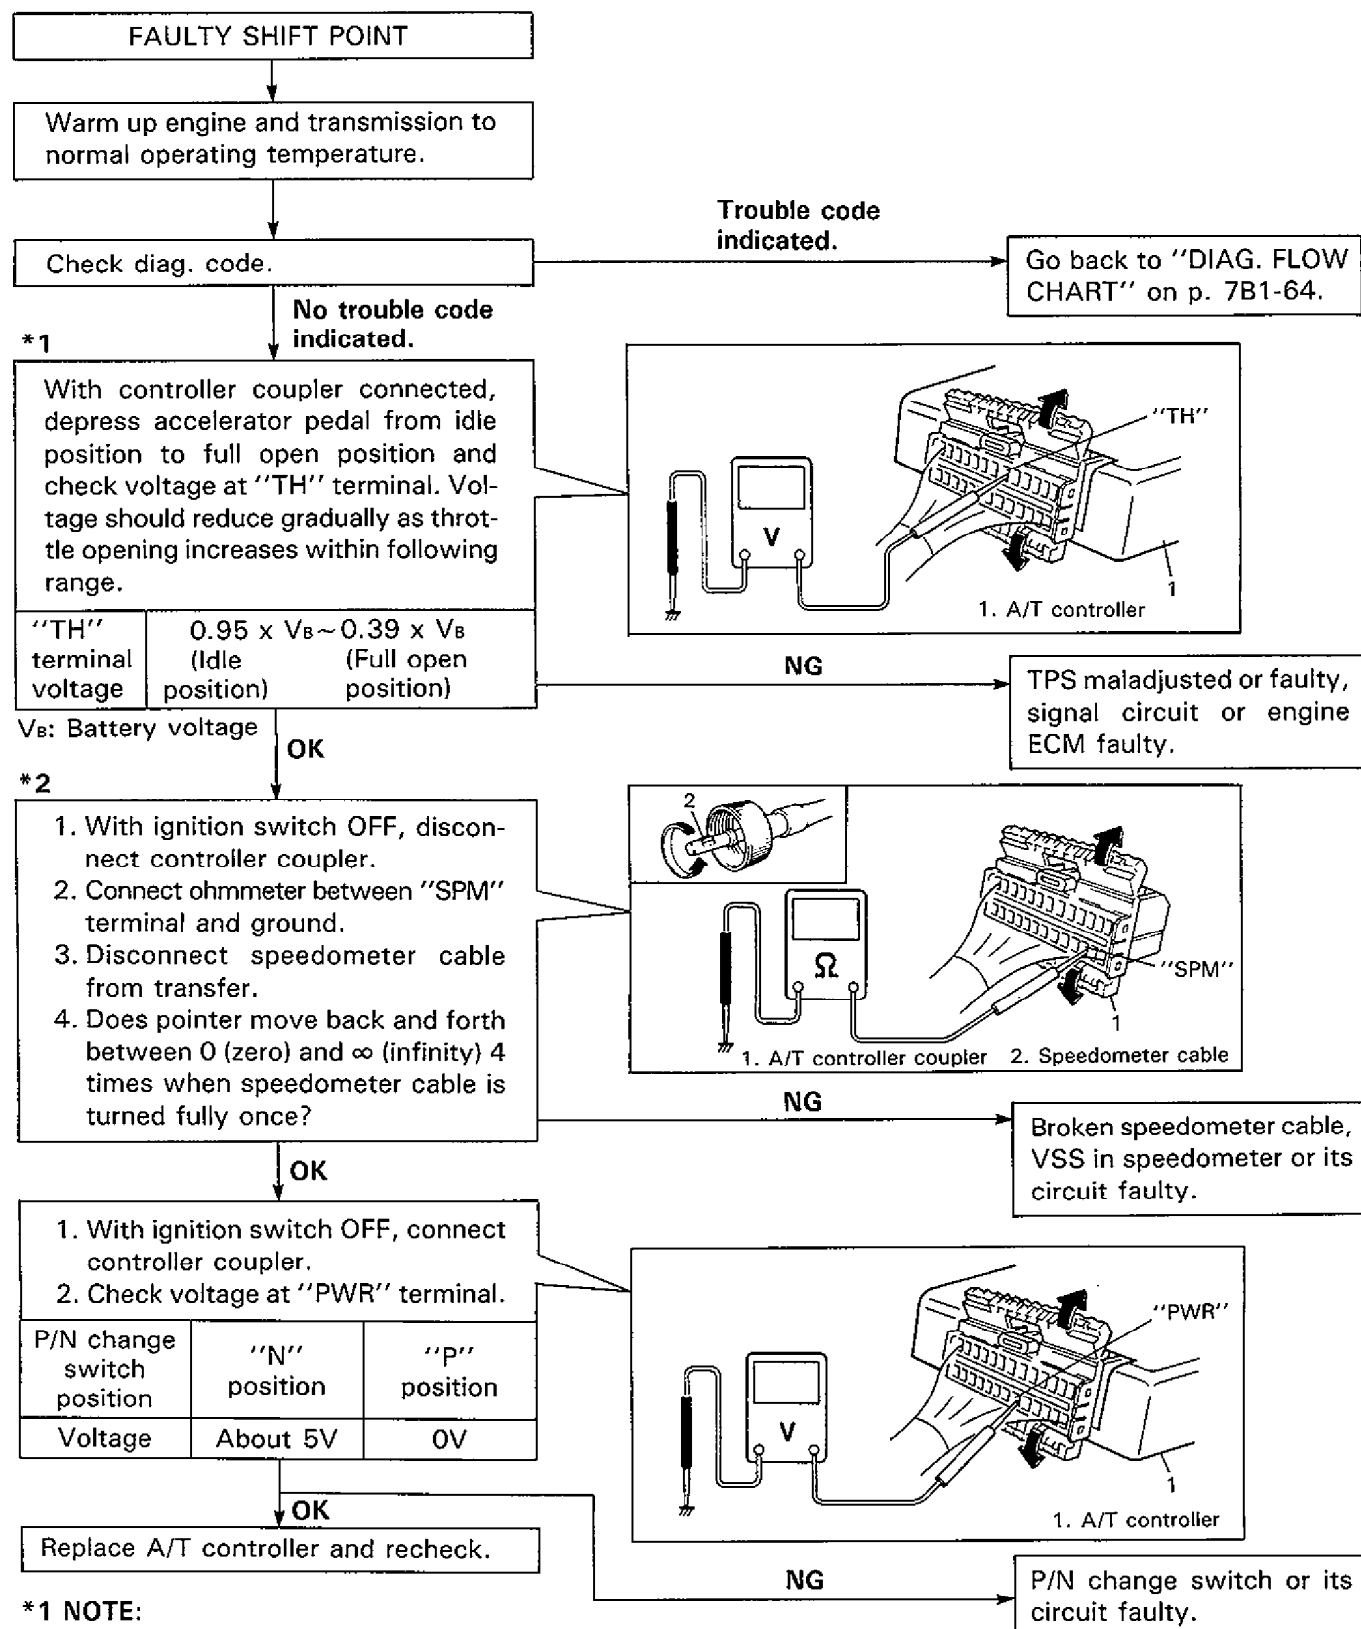 FAULTY SHIFT POINT
Warm up engine and transmission to
normal operating temperature.
Check diag. code.
Trouble code
indicated.
Go back to "DIAG. FLOW
CHART" on p. 7B1-64.
No trouble code
indicated.
*1
With controller coupler connected,
depress accelerator pedal from idle
position to full open position and
check voltage at "TH" terminal. Vol-
tage should reduce gradually as throt-
tle opening increases within following
range.
"TH"
terminal
voltage
0.95 x VB~0.39 x VB
(Idle
position)
(Full open
position)
VB: Battery voltage
"TH"
V
1
1. A/T controller
NG
TPS maladjusted or faulty,
signal circuit or engine
ECM faulty.
OK
*2
1. With ignition switch OFF, discon-
nect controller coupler.
2. Connect ohmmeter between "SPM"
terminal and ground.
3. Disconnect speedometer cable
from transfer.
4. Does pointer move back and forth
between 0 (zero) and ∞ (infinity) 4
times when speedometer cable is
turned fully once?
2
Ω
"SPM"
1
1. A/T controller coupler 2. Speedometer cable
NG
Broken speedometer cable,
VSS in speedometer or its
circuit faulty.
OK
1. With ignition switch OFF, connect
controller coupler.
2. Check voltage at "PWR" terminal.
P/N change
switch
position
"N"
position
"P"
position
Voltage About 5V 0V
"PWR"
V
1
1. A/T controller
OK
Replace A/T controller and recheck.
NG
P/N change switch or its
circuit faulty.
*1 NOTE: